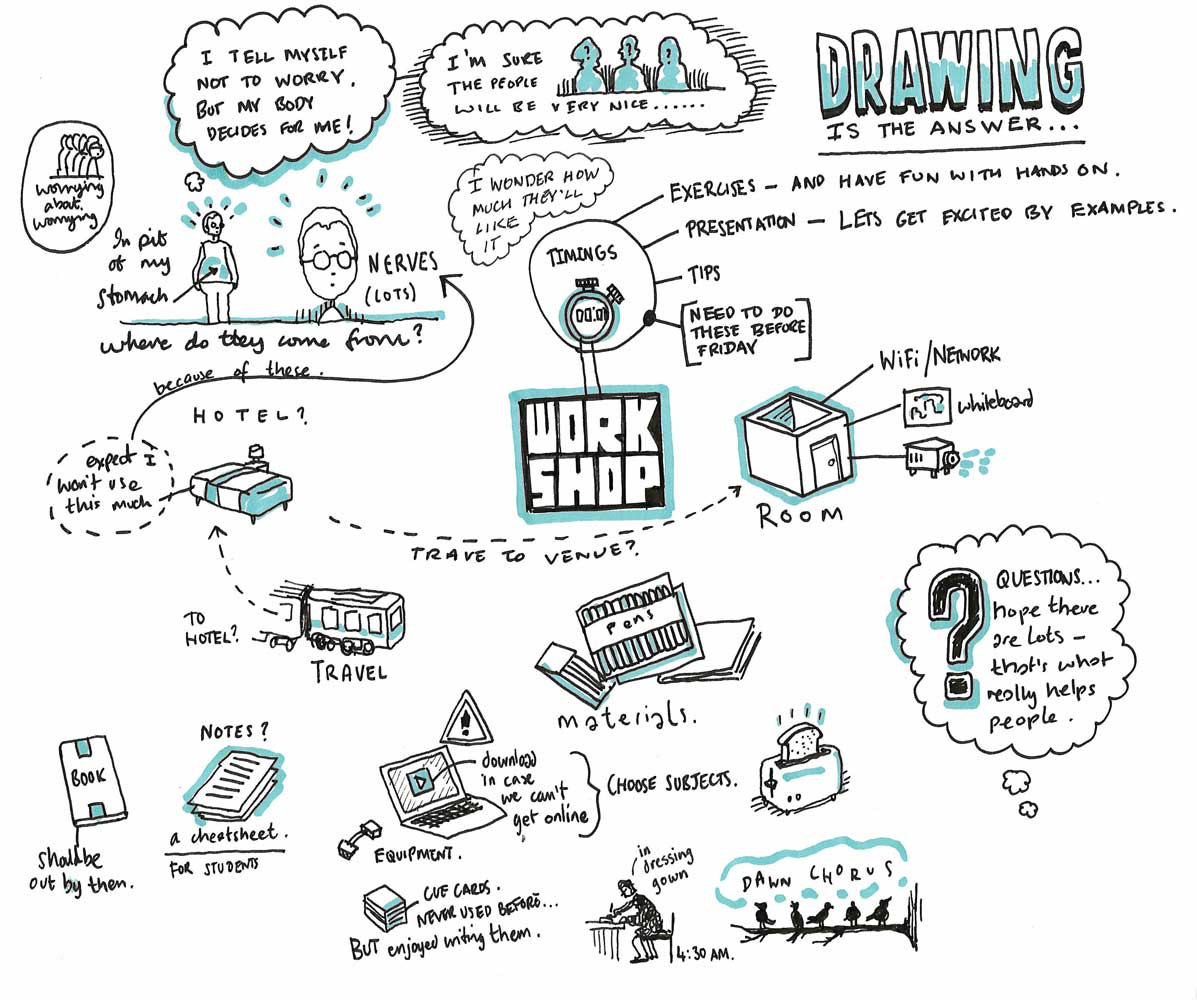 I TELL MYSELF
NOT TO WORRY.
BUT MY BODY
DECIDES FOR ME!
I'M SURE
THE PEOPLE
WILL BE VERY NICE......
? ? ?
DRAWING
IS THE ANSWER...
worrying
about.
worrying
In pit
of my
stomach
NERVES
(LOTS)
where do they come from?
because of these.
I WONDER HOW
MUCH THEY'LL
LIKE
IT
TIMINGS
00:01
EXERCISES – AND HAVE FUN WITH HANDS ON.
PRESENTATION – LETS GET EXCITED BY EXAMPLES.
TIPS
[NEED TO DO
THESE BEFORE
FRIDAY]
WORK
SHOP.
HOTEL?
expect I
won't use
this much
TRAVE TO VENUE?
WiFi/NETWORK
whiteboard
ROOM
TO
HOTEL?
TRAVEL
pens
materials.
?
QUESTIONS...
hope there
are lots –
that's what
really helps
people.
BOOK
Should be
out by then.
NOTES?
a cheatsheet.
FOR STUDENTS
!
download
in case
we can't
get online
CHOOSE SUBJECTS.
EQUIPMENT.
CUE CARDS.
NEVER USED BEFORE...
BUT enjoyed writing them.
in
dressing
gown
4:30 AM.
DAWN CHORUS